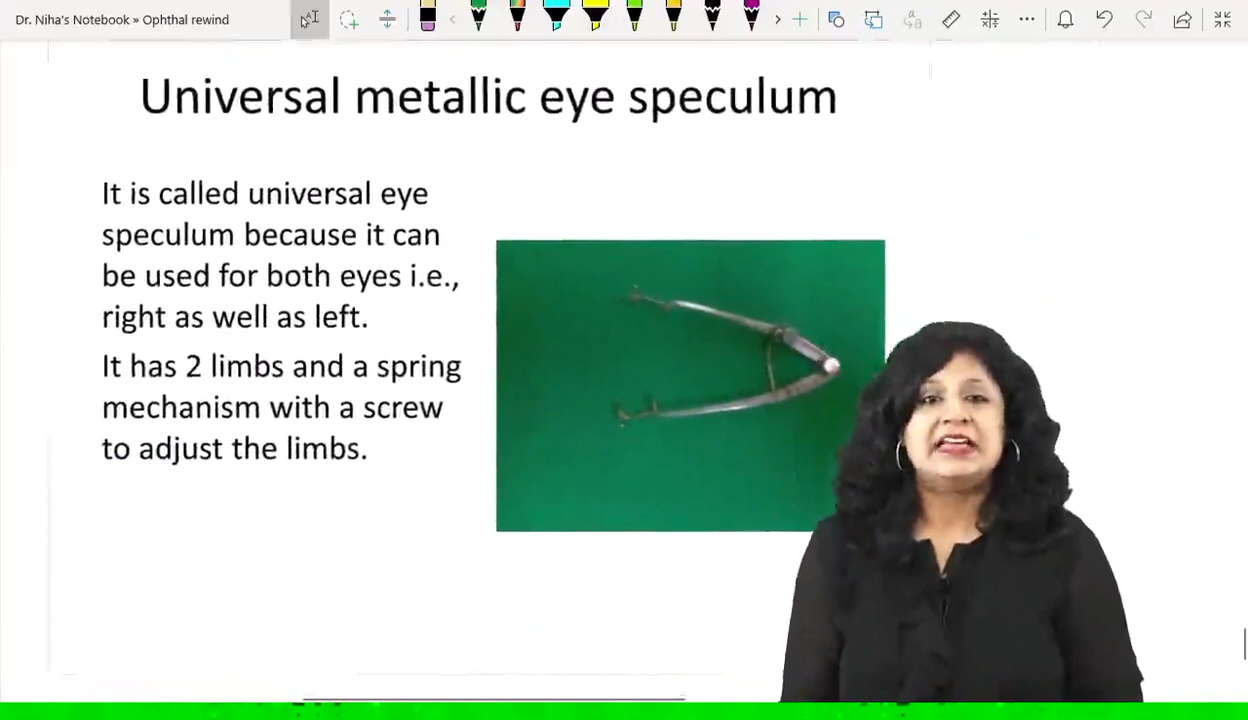 Dr. Niha's Notebook » Ophthal rewind
Universal metallic eye speculum
It is called universal eye
speculum because it can
be used for both eyes i.e.,
right as well as left.
It has 2 limbs and a spring
mechanism with a screw
to adjust the limbs.